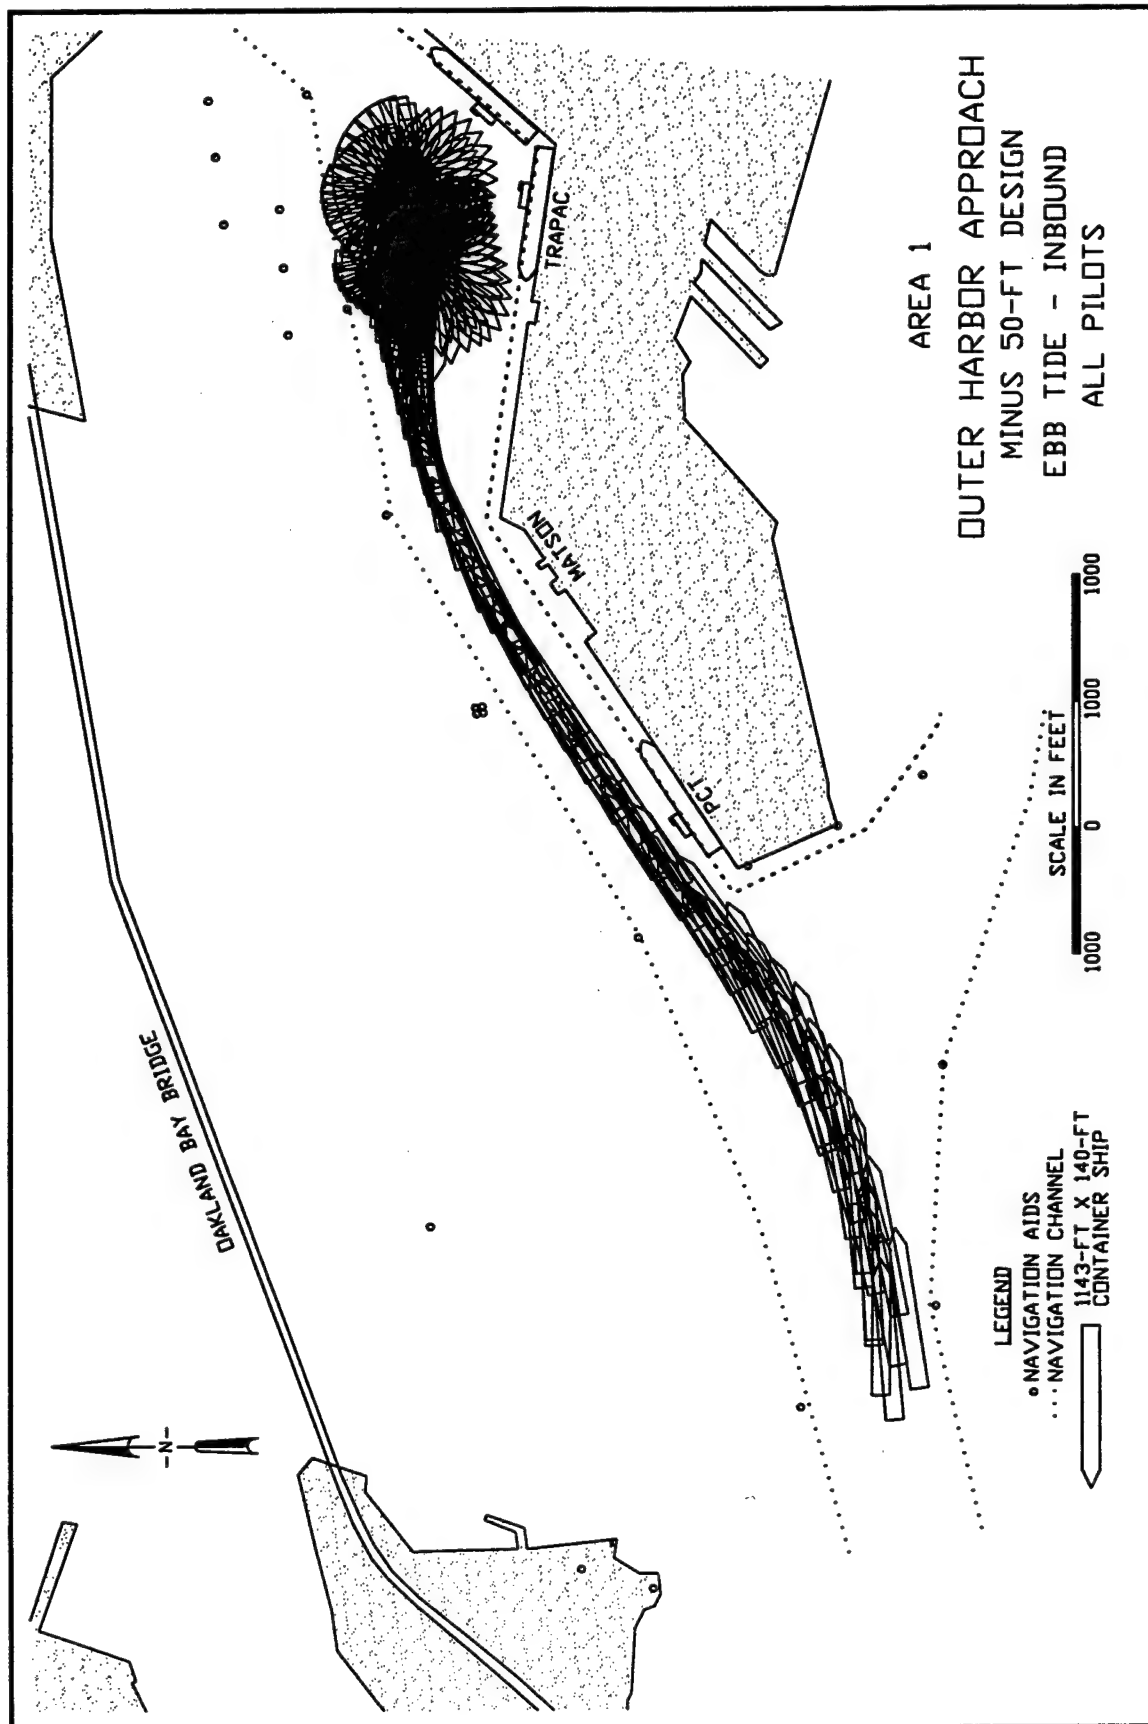 OAKLAND BAY BRIDGE
-N-
TRAPAC
MATSON
PCT
AREA 1
OUTER HARBOR APPROACH
MINUS 50-FT DESIGN
EBB TIDE - INBOUND
ALL PILOTS
SCALE IN FEET
1000 0 1000 1000
LEGEND
NAVIGATION AIDS
NAVIGATION CHANNEL
1143-FT X 140-FT
CONTAINER SHIP